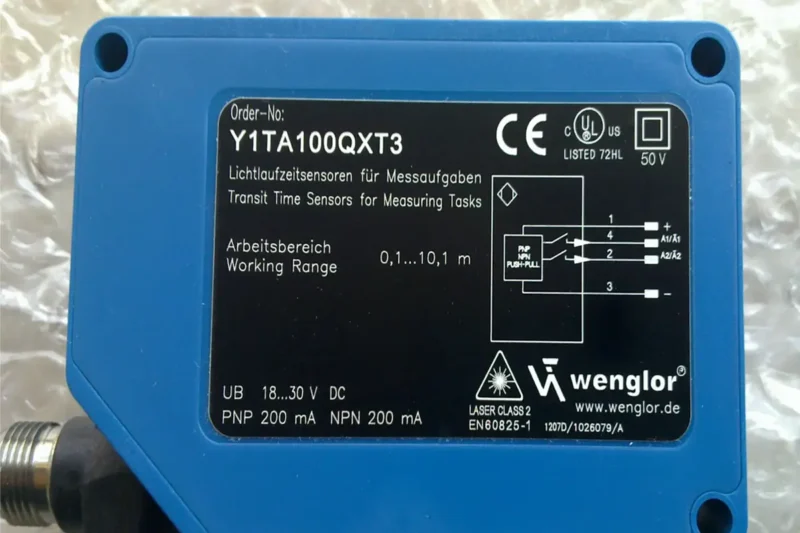 Order-No:
Y1TA100QXT3
CE
C UL US
LISTED 72HL
50 V
Lichtlaufzeitsensoren für Messaufgaben
Transit Time Sensors for Measuring Tasks
Arbeitsbereich
Working Range
0,1...10,1 m
PNP
NPN
PUSH-PULL
1
+
4
A1/Ā1
2
A2/Ā2
3
−
UB 18...30 V DC
PNP 200 mA NPN 200 mA
LASER CLASS 2
EN60825-1
wenglor®
www.wenglor.de
1207D/1026079/A